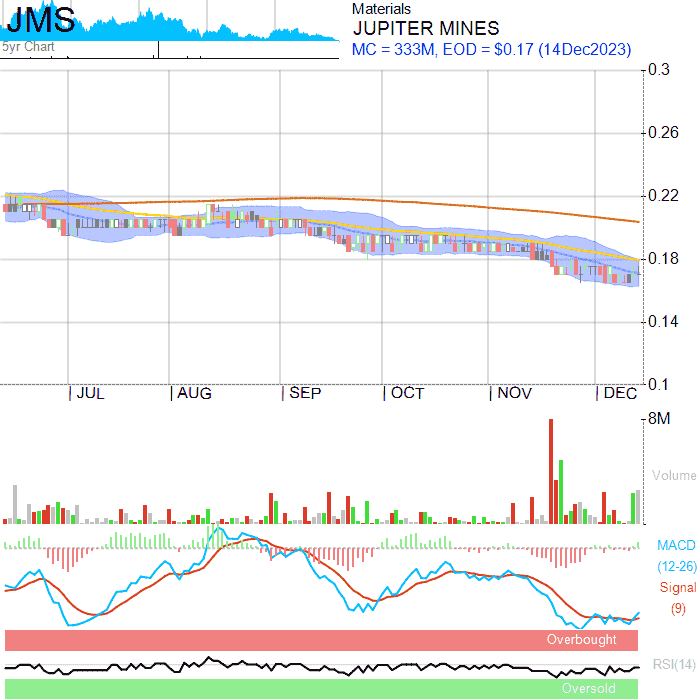 JMS
5yr Chart
Materials
JUPITER MINES
MC = 333M, EOD = $0.17 (14Dec2023)
0.3
0.26
0.22
0.18
0.14
0.1
JUL AUG SEP OCT NOV DEC
8M
Volume
MACD
(12-26)
Signal
(9)
Overbought
RSI(14)
Oversold